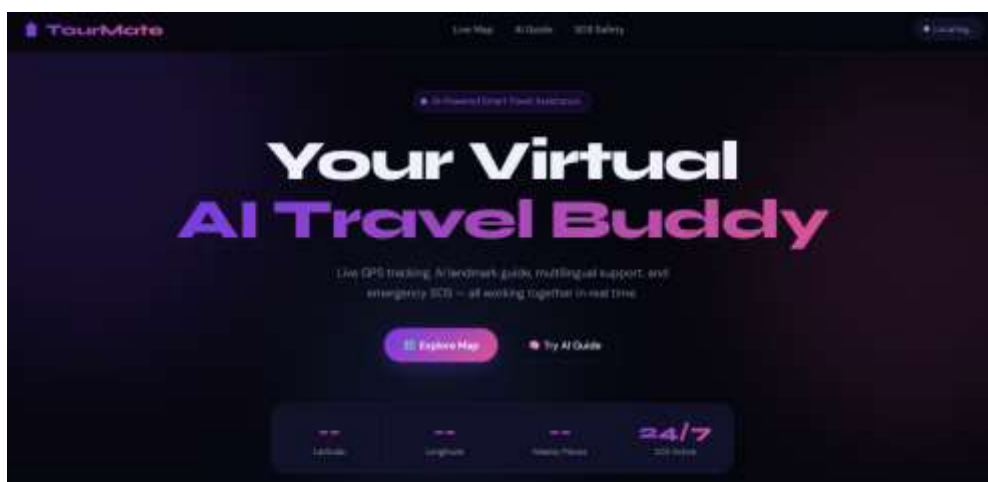 TourMate
Live Map AI Guide SOS Safety
Locating...
AI-Powered Smart Travel Assistance
Your Virtual
AI Travel Buddy
Live GPS tracking, AI landmark guide, multilingual support, and
emergency SOS — all working together in real time.
Explore Map Try AI Guide
-- -- -- 24/7
Latitude Longitude Nearby Places SOS Active